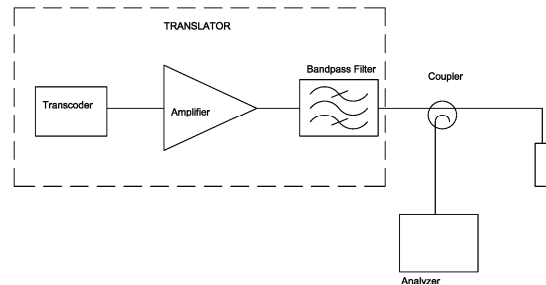 TRANSLATOR
Bandpass Filter
Coupler
Transcoder
Amplifier
Analyzer